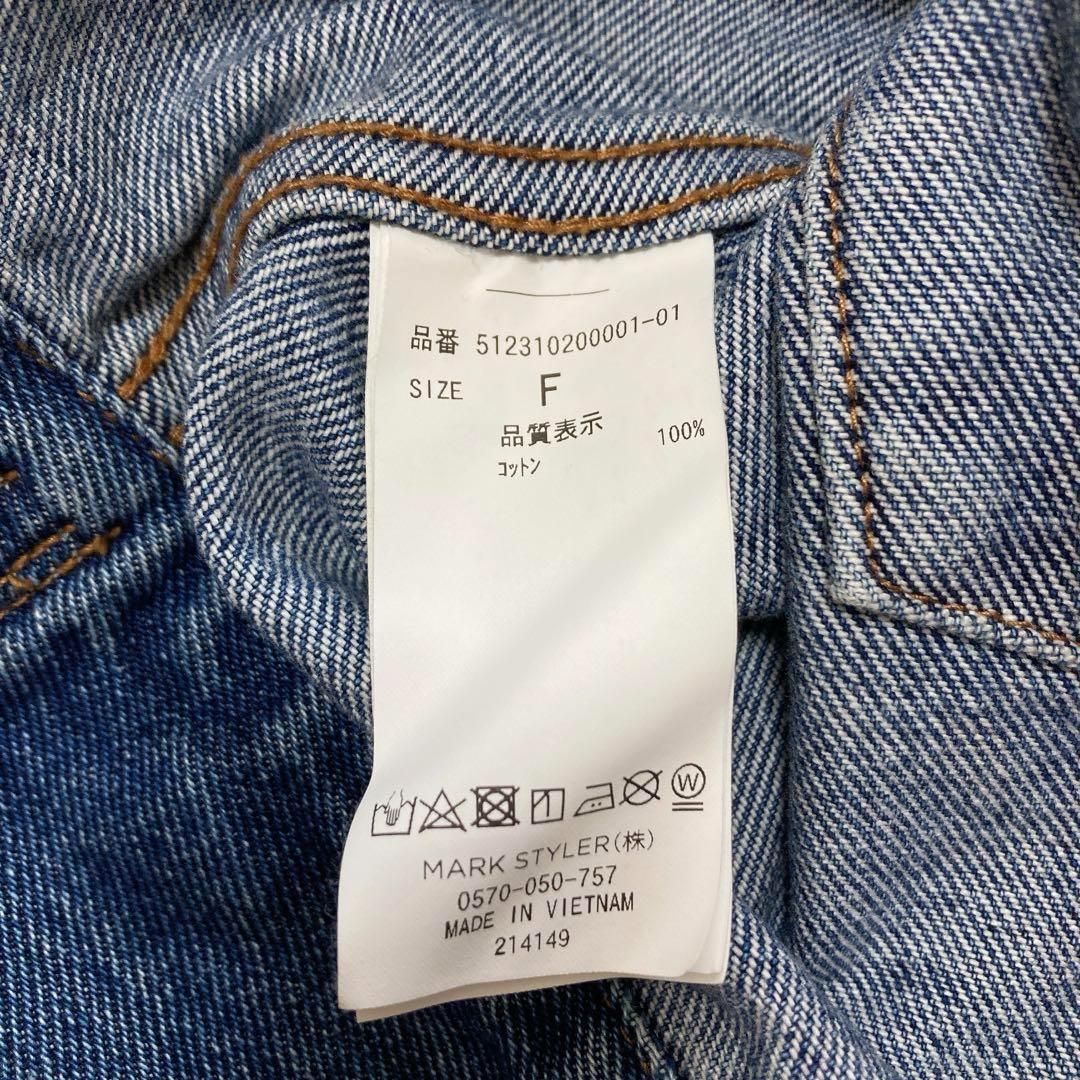 品番 512310200001-01
SIZE F
品質表示
コットン 100%
W
MARK STYLER(株)
0570-050-757
MADE IN VIETNAM
214149